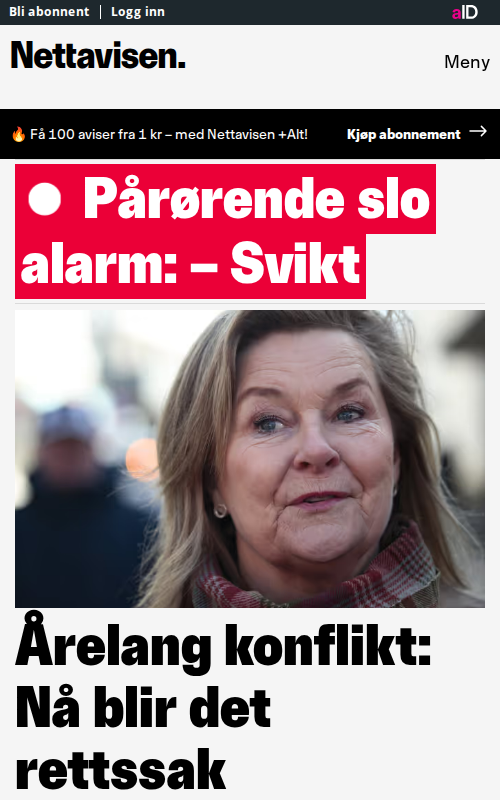 Bli abonnent | Logg inn
aID
Nettavisen.
Meny
🔥 Få 100 aviser fra 1 kr – med Nettavisen +Alt!
Kjøp abonnement →
Pårørende slo
alarm: – Svikt
Årelang konflikt:
Nå blir det
rettssak